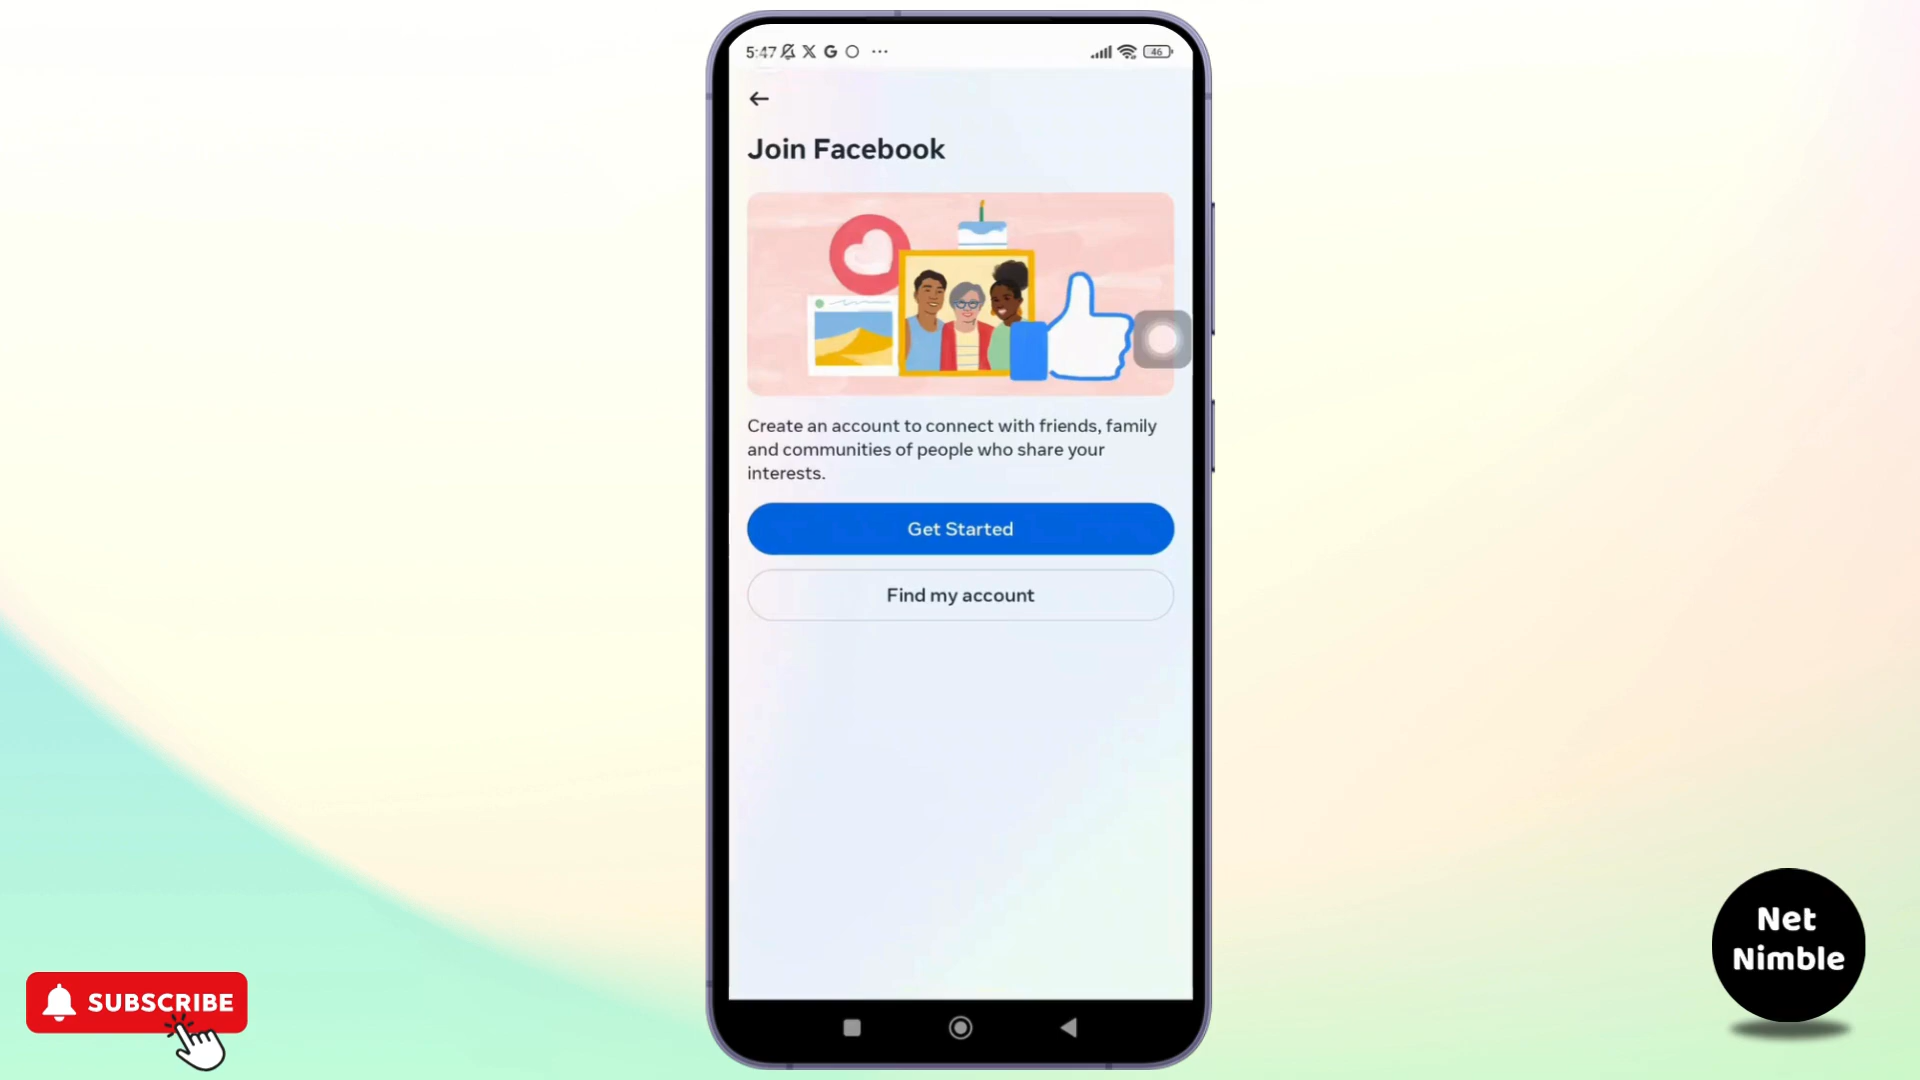 5:47
46
Join Facebook
Create an account to connect with friends, family
and communities of people who share your
interests.
Get Started
Find my account
SUBSCRIBE
Net
Nimble